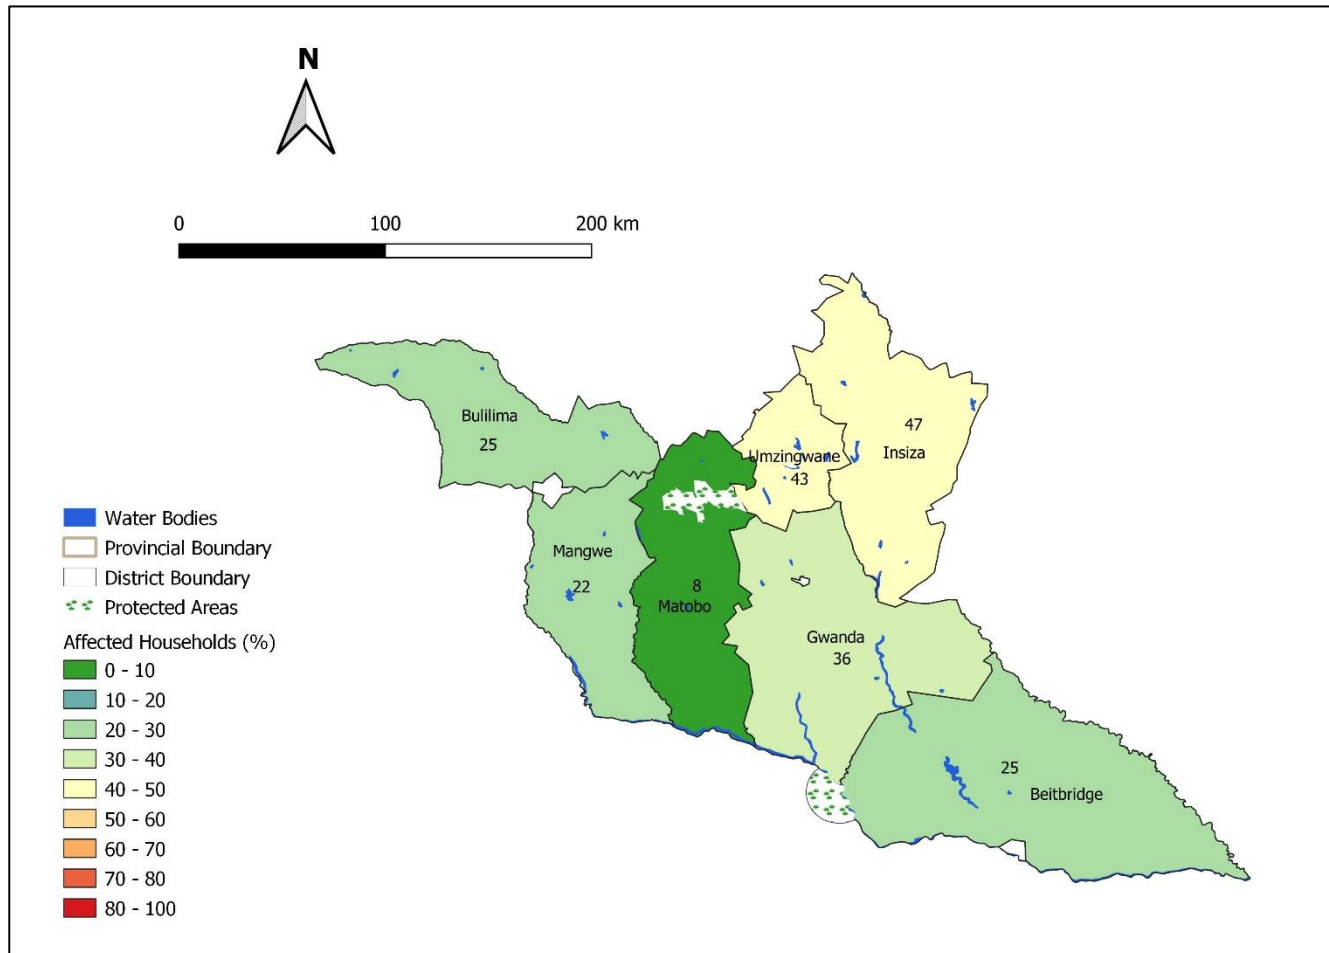 N
0 100 200 km
Bulilima
25
Umzingwane
43
47
Insiza
Mangwe
22
8
Matobo
Gwanda
36
25
Beitbridge
Water Bodies
Provincial Boundary
District Boundary
Protected Areas
Affected Households (%)
0 - 10
10 - 20
20 - 30
30 - 40
40 - 50
50 - 60
60 - 70
70 - 80
80 - 100